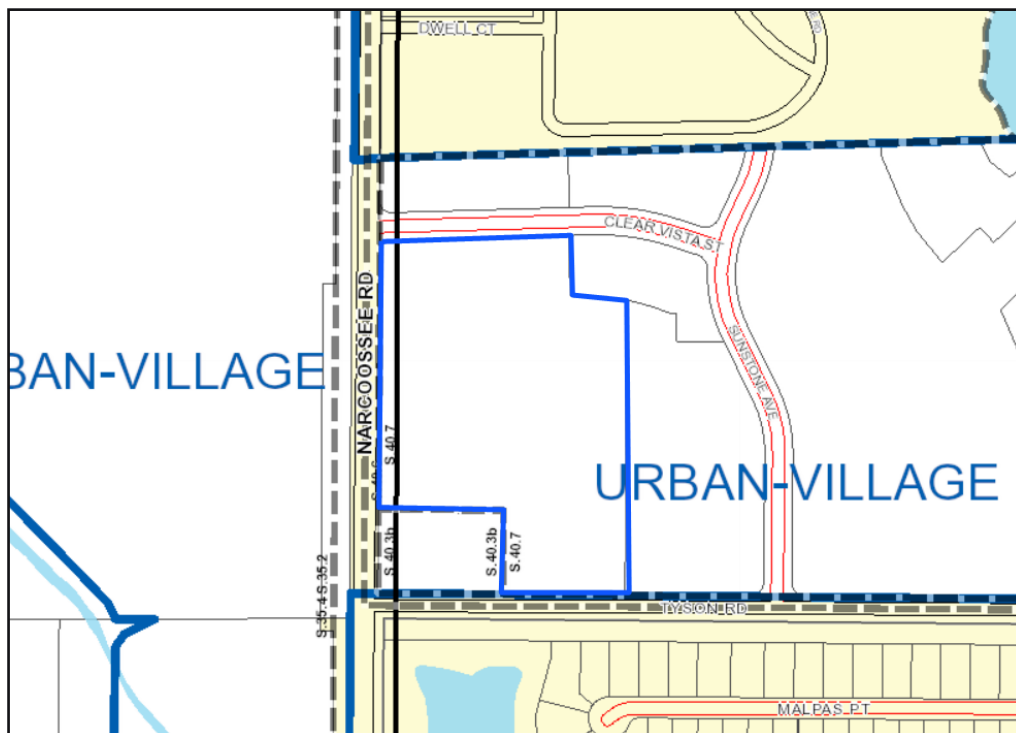 DWELL CT
CLEAR VISTA ST
NARCOOSSEE RD
BAN-VILLAGE
SUNSTONE AVE
S.40.7
URBAN-VILLAGE
S.40.3b
S.40.3b
S.40.7
S.35.4 S.35.2
TYSON RD
MALPAS PT